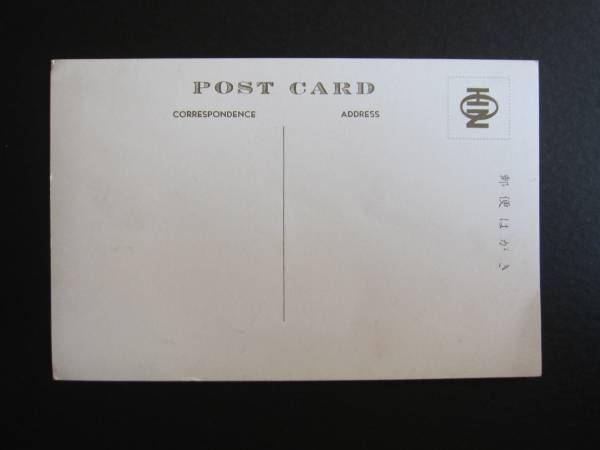 POST CARD
CORRESPONDENCE
ADDRESS
郵便はがき